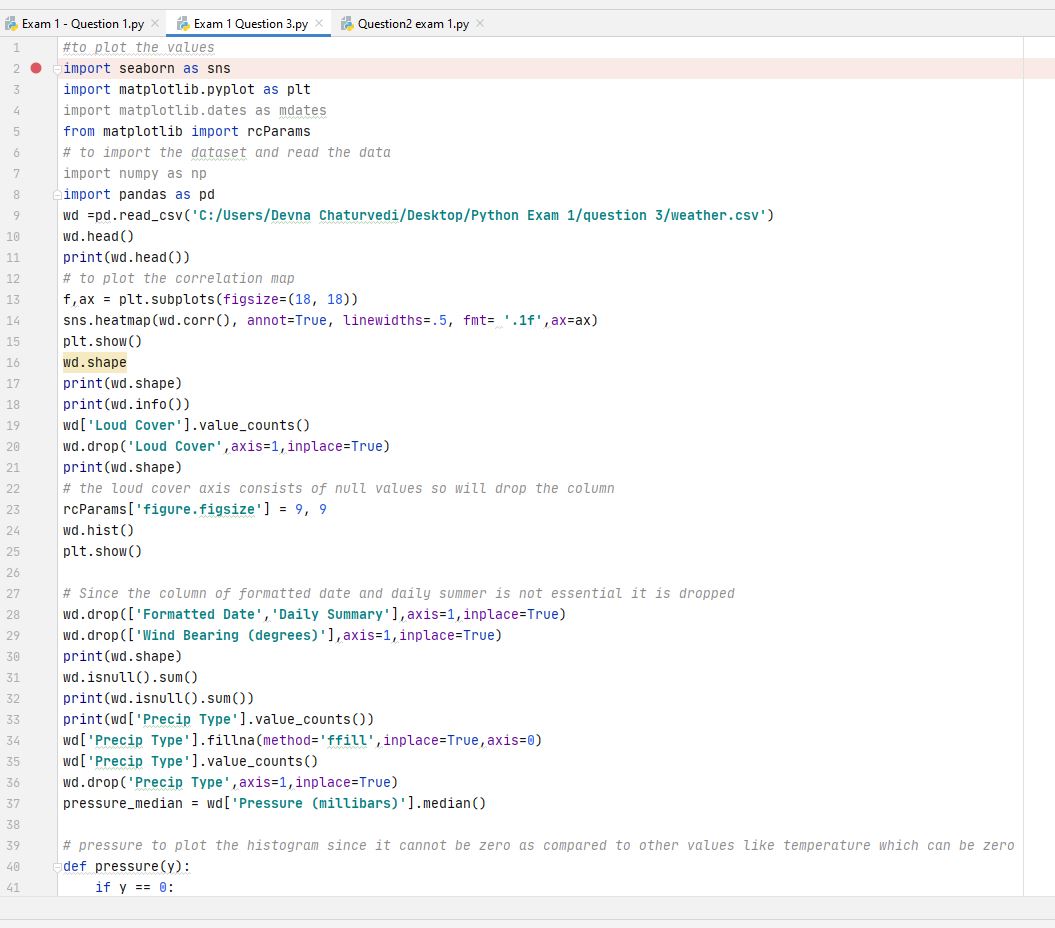 Exam 1 - Question 1.py Exam 1 Question 3.py Question2 exam 1.py
1 #to plot the values
2 import seaborn as sns
3 import matplotlib.pyplot as plt
4 import matplotlib.dates as mdates
5 from matplotlib import rcParams
6 # to import the dataset and read the data
7 import numpy as np
8 import pandas as pd
9 wd =pd.read_csv('C:/Users/Devna Chaturvedi/Desktop/Python Exam 1/question 3/weather.csv')
10 wd.head()
11 print(wd.head())
12 # to plot the correlation map
13 f,ax = plt.subplots(figsize=(18, 18))
14 sns.heatmap(wd.corr(), annot=True, linewidths=.5, fmt= '.1f',ax=ax)
15 plt.show()
16 wd.shape
17 print(wd.shape)
18 print(wd.info())
19 wd['Loud Cover'].value_counts()
20 wd.drop('Loud Cover',axis=1,inplace=True)
21 print(wd.shape)
22 # the loud cover axis consists of null values so will drop the column
23 rcParams['figure.figsize'] = 9, 9
24 wd.hist()
25 plt.show()
26
27 # Since the column of formatted date and daily summer is not essential it is dropped
28 wd.drop(['Formatted Date','Daily Summary'],axis=1,inplace=True)
29 wd.drop(['Wind Bearing (degrees)'],axis=1,inplace=True)
30 print(wd.shape)
31 wd.isnull().sum()
32 print(wd.isnull().sum())
33 print(wd['Precip Type'].value_counts())
34 wd['Precip Type'].fillna(method='ffill',inplace=True,axis=0)
35 wd['Precip Type'].value_counts()
36 wd.drop('Precip Type',axis=1,inplace=True)
37 pressure_median = wd['Pressure (millibars)'].median()
38
39 # pressure to plot the histogram since it cannot be zero as compared to other values like temperature which can be zero
40 def pressure(y):
41 if y == 0: